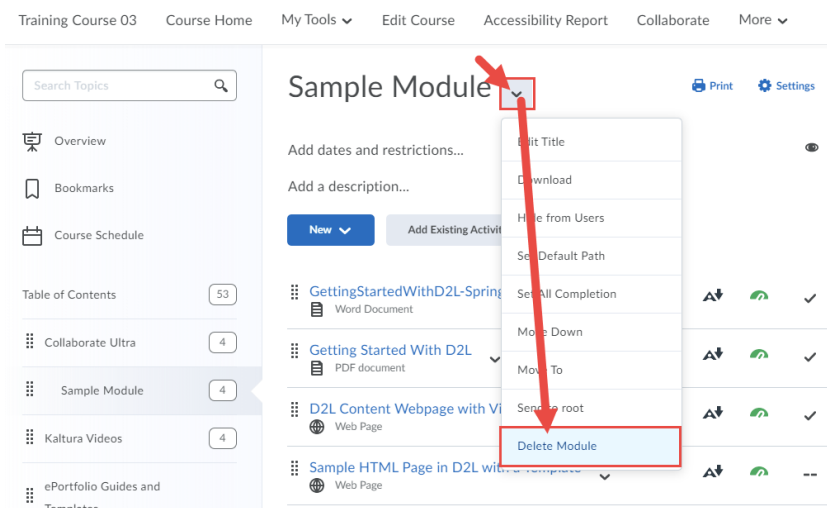 Training Course 03 Course Home My Tools Edit Course Accessibility Report Collaborate More
Search Topics
Overview
Bookmarks
Course Schedule
Table of Contents 53
Collaborate Ultra 4
Sample Module 4
Kaltura Videos 4
ePortfolio Guides and
Templates
Sample Module
Print Settings
Add dates and restrictions...
Add a description...
New Add Existing Activit
Edit Title
Download
Hide from Users
Set Default Path
Set All Completion
Move Down
Move To
Send to root
Delete Module
GettingStartedWithD2L-Spring
Word Document
Getting Started With D2L
PDF document
D2L Content Webpage with Vi
Web Page
Sample HTML Page in D2L with a Template
Web Page